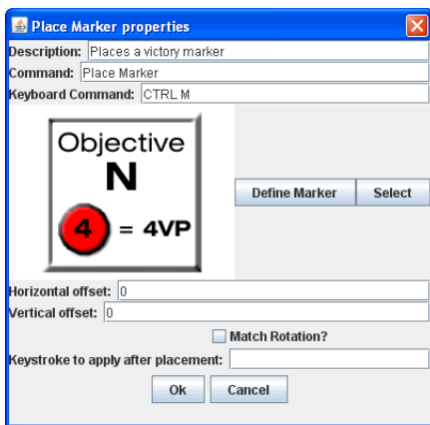 Place Marker properties
Description: Places a victory marker
Command: Place Marker
Keyboard Command: CTRL M
Objective
N
4 = 4VP
Define Marker Select
Horizontal offset: 0
Vertical offset: 0
Match Rotation?
Keystroke to apply after placement:
Ok Cancel